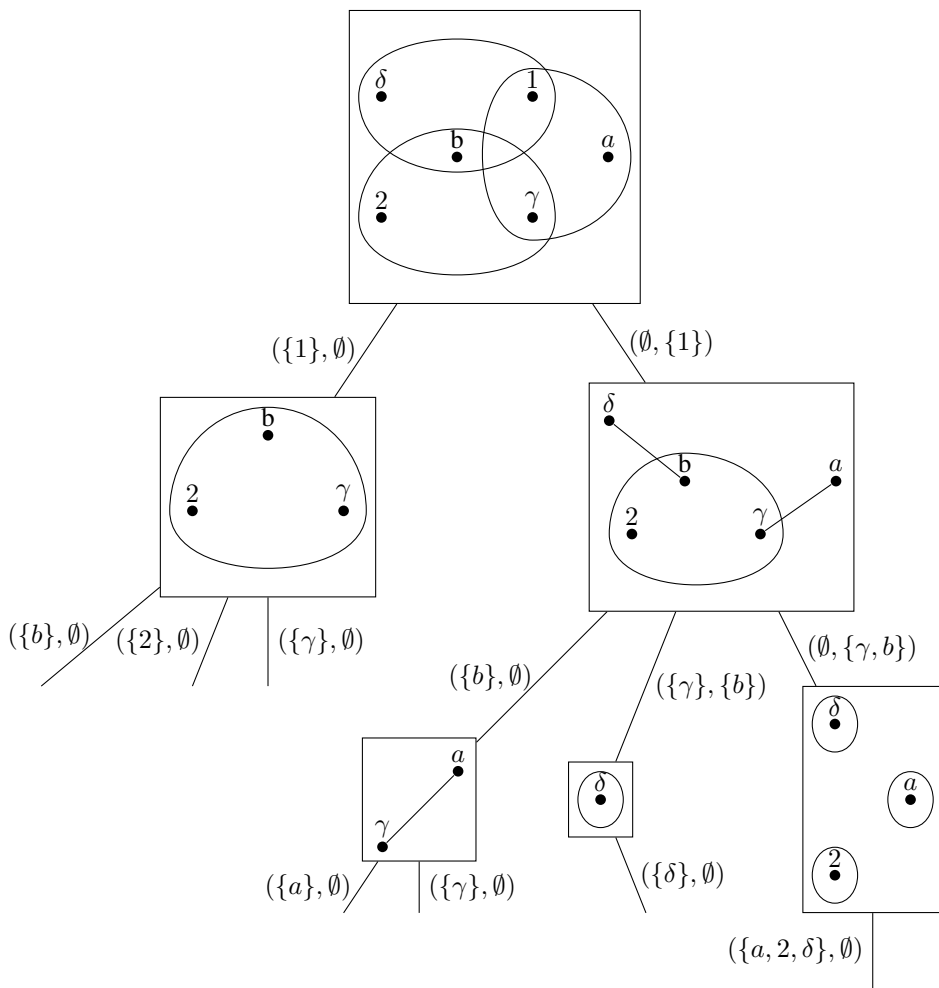 δ 1
b a
2 γ
({1}, ∅) (∅, {1})
b
2 γ
δ
b a
2 γ
({b}, ∅) ({2}, ∅) ({γ}, ∅)
({b}, ∅) ({γ}, {b}) (∅, {γ, b})
a
γ
δ
δ
a
2
({a}, ∅) ({γ}, ∅) ({δ}, ∅)
({a, 2, δ}, ∅)